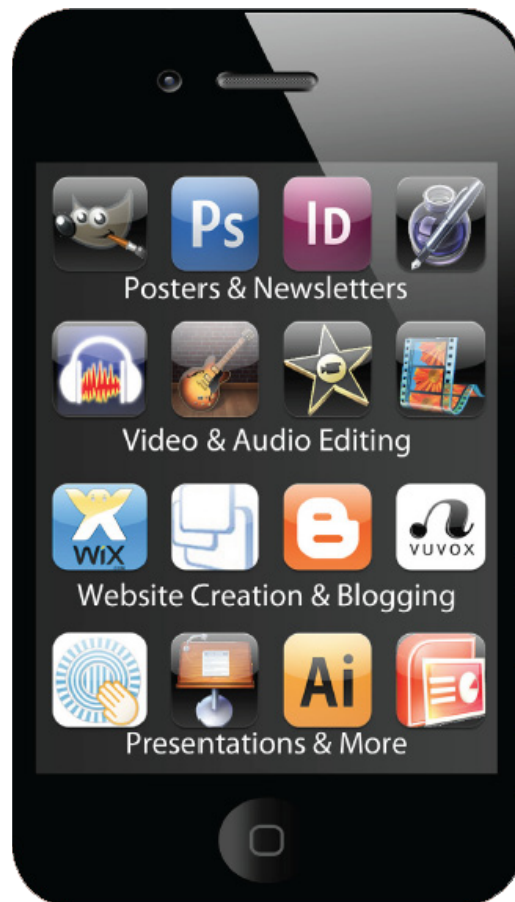 Ps ID
Posters & Newsletters
Video & Audio Editing
WiX VUVOX
Website Creation & Blogging
Ai
Presentations & More